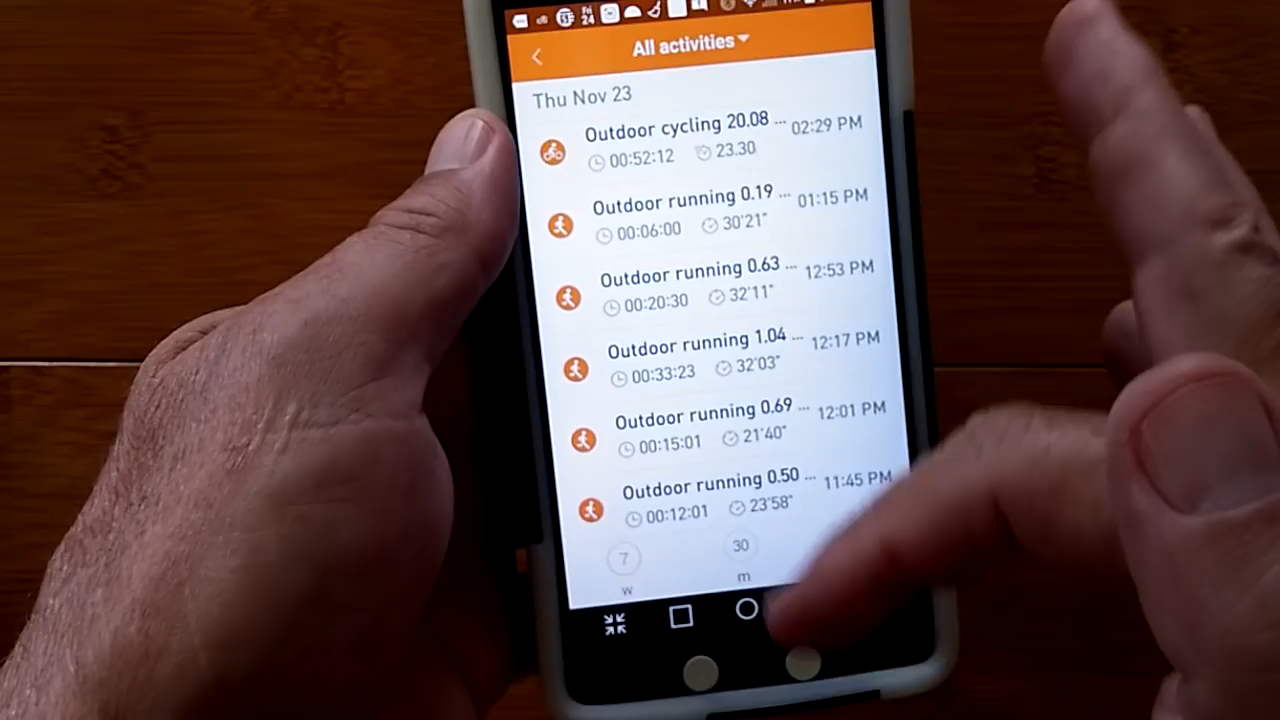 Fri
24
All activities
Thu Nov 23
Outdoor cycling 20.08 ... 02:29 PM
00:52:12 23.30
Outdoor running 0.19 ... 01:15 PM
00:06:00 30'21"
Outdoor running 0.63 ... 12:53 PM
00:20:30 32'11"
Outdoor running 1.04 ... 12:17 PM
00:33:23 32'03"
Outdoor running 0.69 ... 12:01 PM
00:15:01 21'40"
Outdoor running 0.50 ... 11:45 PM
00:12:01 23'58"
7 30
w m